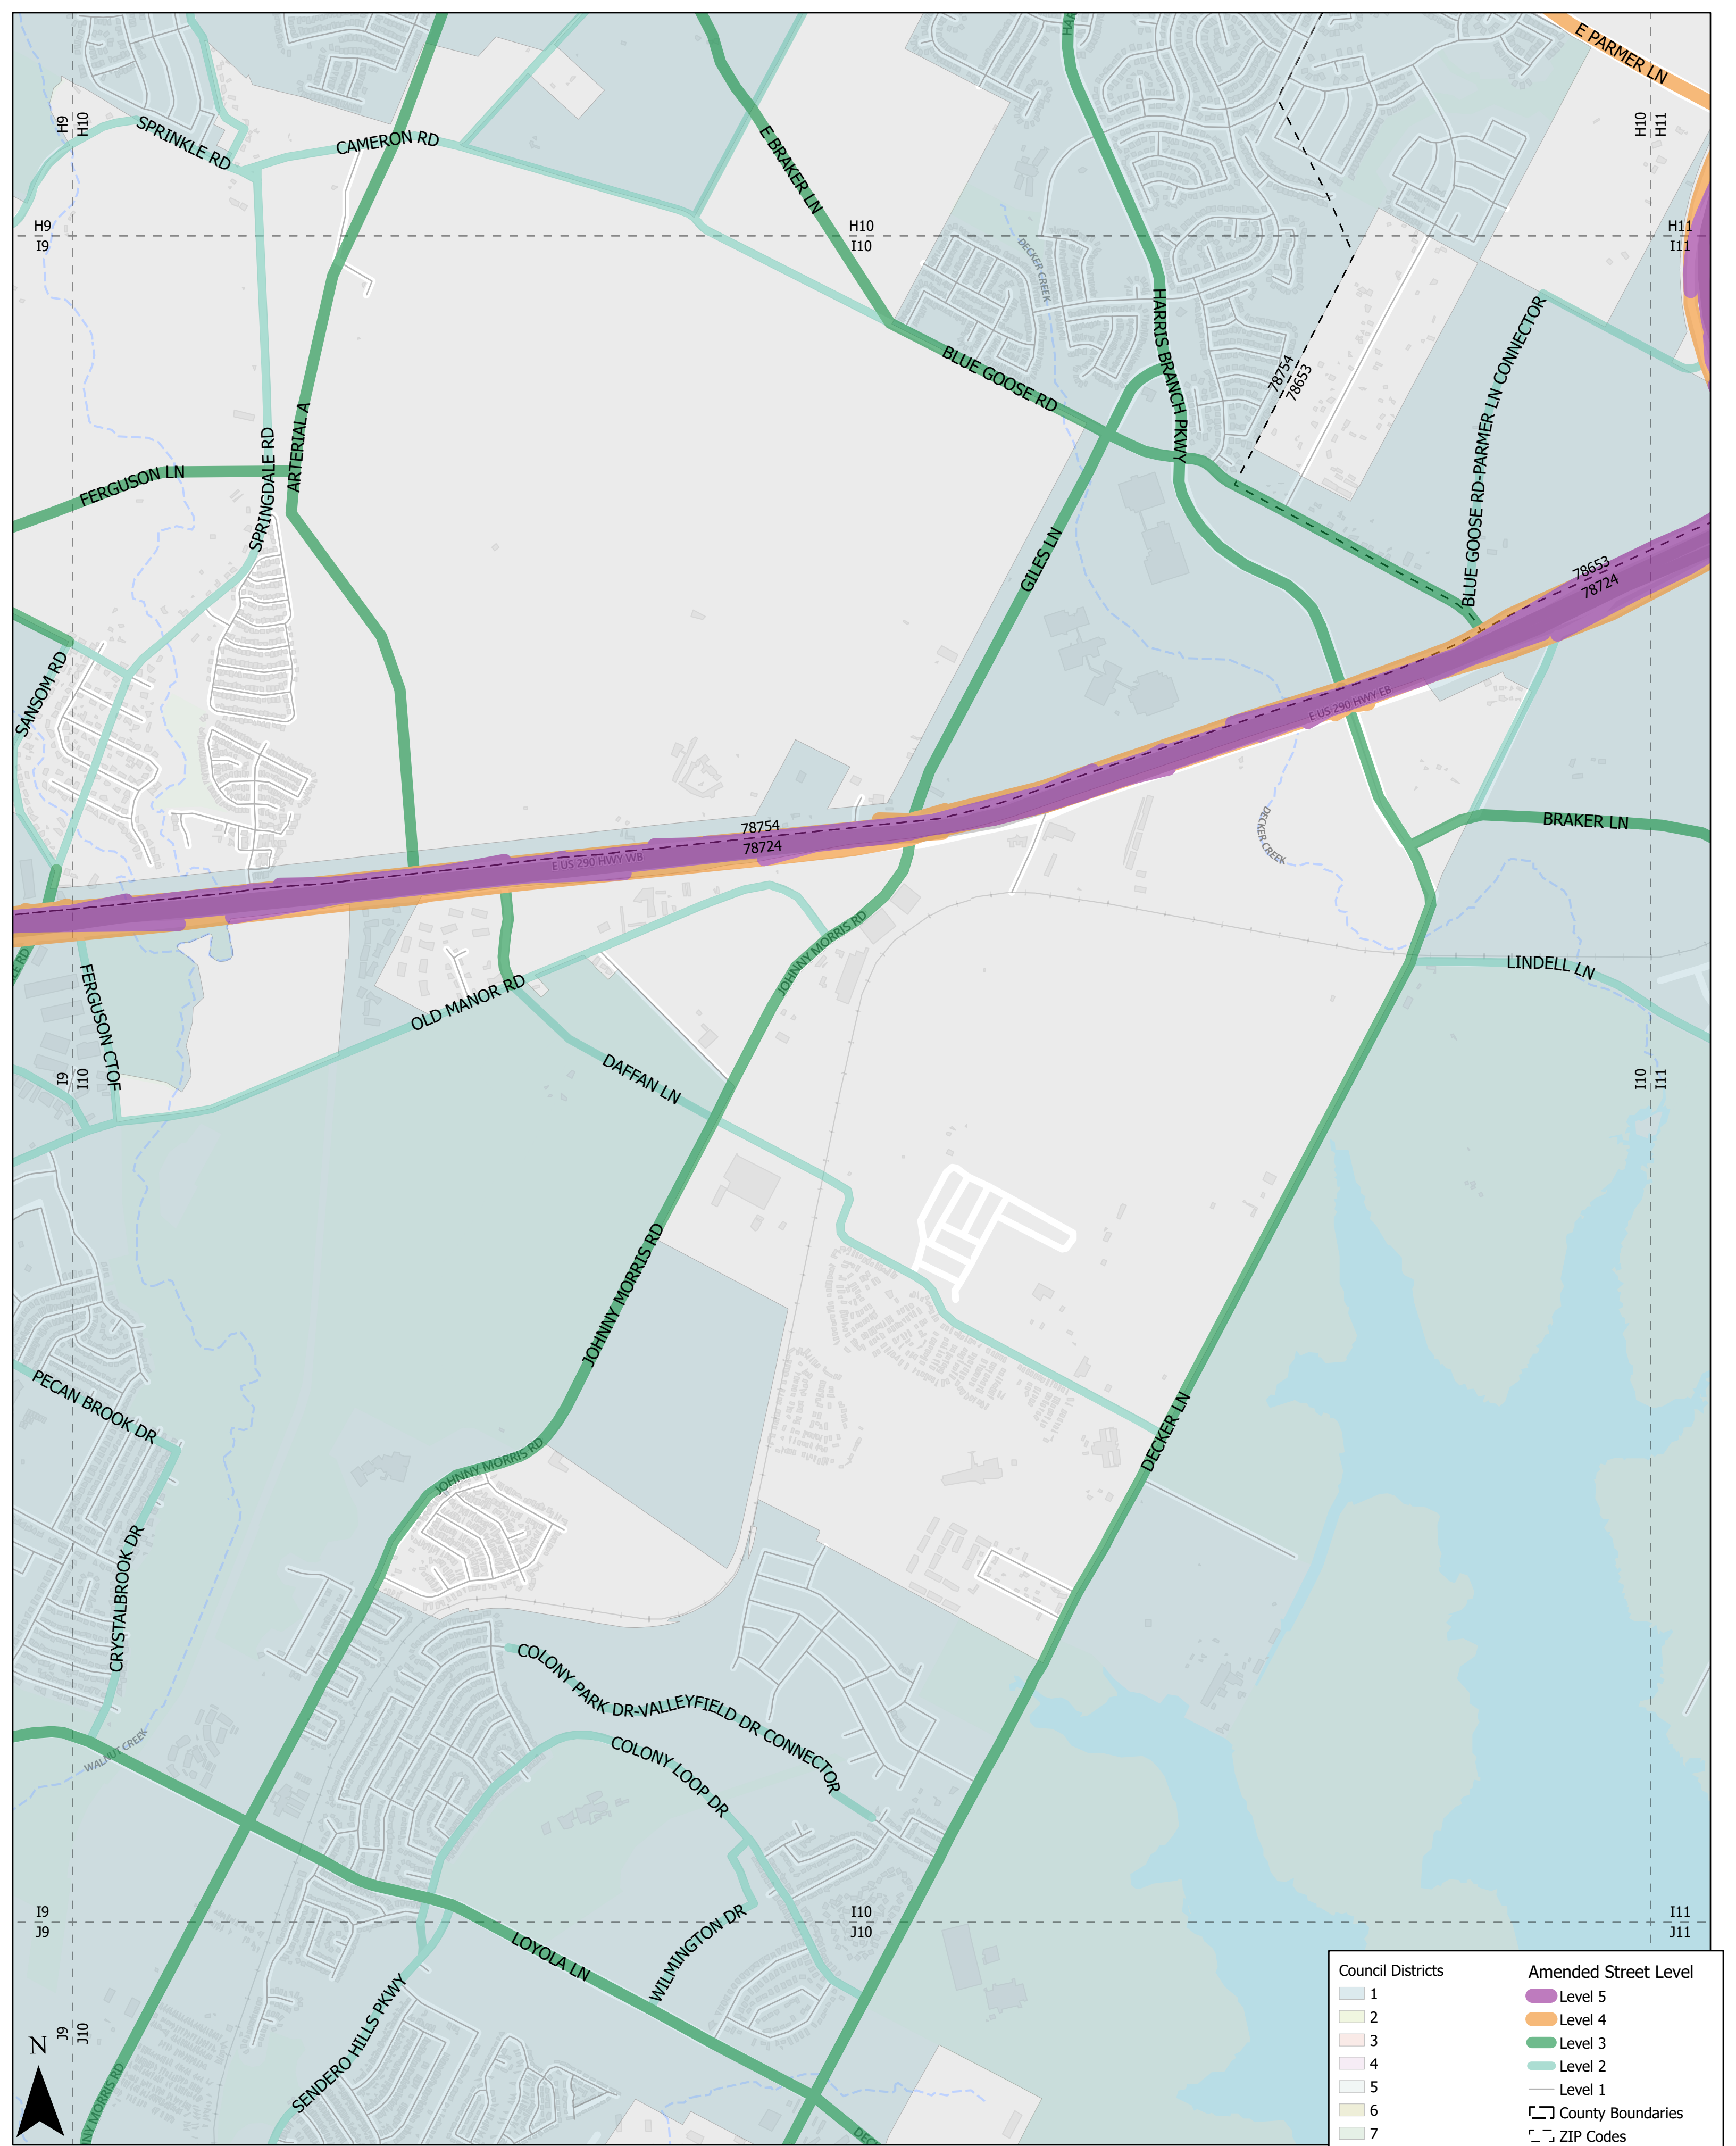 HAR
E PARMER LN
H9
H10
SPRINKLE RD
CAMERON RD
E BRAKER LN
H10
H11
H9
I9
H10
I10
H11
I11
DECKER CREEK
HARRIS BRANCH PKWY
BLUE GOOSE RD
78754
78653
BLUE GOOSE RD-PARMER LN CONNECTOR
ARTERIAL A
SPRINGDALE RD
FERGUSON LN
GILES LN
78653
78724
SANSOM RD
E US 290 HWY EB
78754
78724
E US 290 HWY WB
DECKER CREEK
BRAKER LN
LE RD
JOHNNY MORRIS RD
LINDELL LN
FERGUSON CTOF
OLD MANOR RD
I9
I10
DAFFAN LN
I10
I11
JOHNNY MORRIS RD
PECAN BROOK DR
DECKER LN
JOHNNY MORRIS RD
CRYSTALBROOK DR
COLONY PARK DR-VALLEYFIELD DR CONNECTOR
WALNUT CREEK
COLONY LOOP DR
I9
J9
I10
J10
I11
J11
WILMINGTON DR
LOYOLA LN
SENDERO HILLS PKWY
J9
J10
N
NY MORRIS RD
DECK
Council Districts
1
2
3
4
5
6
7
Amended Street Level
Level 5
Level 4
Level 3
Level 2
Level 1
County Boundaries
ZIP Codes